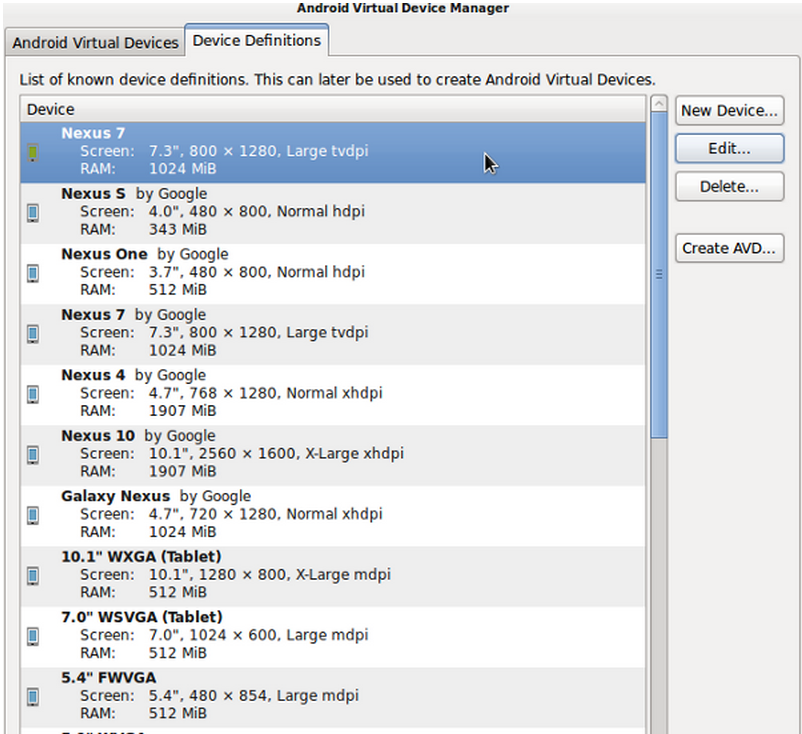 Android Virtual Device Manager
Android Virtual Devices Device Definitions
List of known device definitions. This can later be used to create Android Virtual Devices.
Device
New Device...
Edit...
Delete...
Create AVD...
Nexus 7
Screen: 7.3", 800 × 1280, Large tvdpi
RAM: 1024 MiB
Nexus S by Google
Screen: 4.0", 480 × 800, Normal hdpi
RAM: 343 MiB
Nexus One by Google
Screen: 3.7", 480 × 800, Normal hdpi
RAM: 512 MiB
Nexus 7 by Google
Screen: 7.3", 800 × 1280, Large tvdpi
RAM: 1024 MiB
Nexus 4 by Google
Screen: 4.7", 768 × 1280, Normal xhdpi
RAM: 1907 MiB
Nexus 10 by Google
Screen: 10.1", 2560 × 1600, X-Large xhdpi
RAM: 1907 MiB
Galaxy Nexus by Google
Screen: 4.7", 720 × 1280, Normal xhdpi
RAM: 1024 MiB
10.1" WXGA (Tablet)
Screen: 10.1", 1280 × 800, X-Large mdpi
RAM: 512 MiB
7.0" WSVGA (Tablet)
Screen: 7.0", 1024 × 600, Large mdpi
RAM: 512 MiB
5.4" FWVGA
Screen: 5.4", 480 × 854, Large mdpi
RAM: 512 MiB